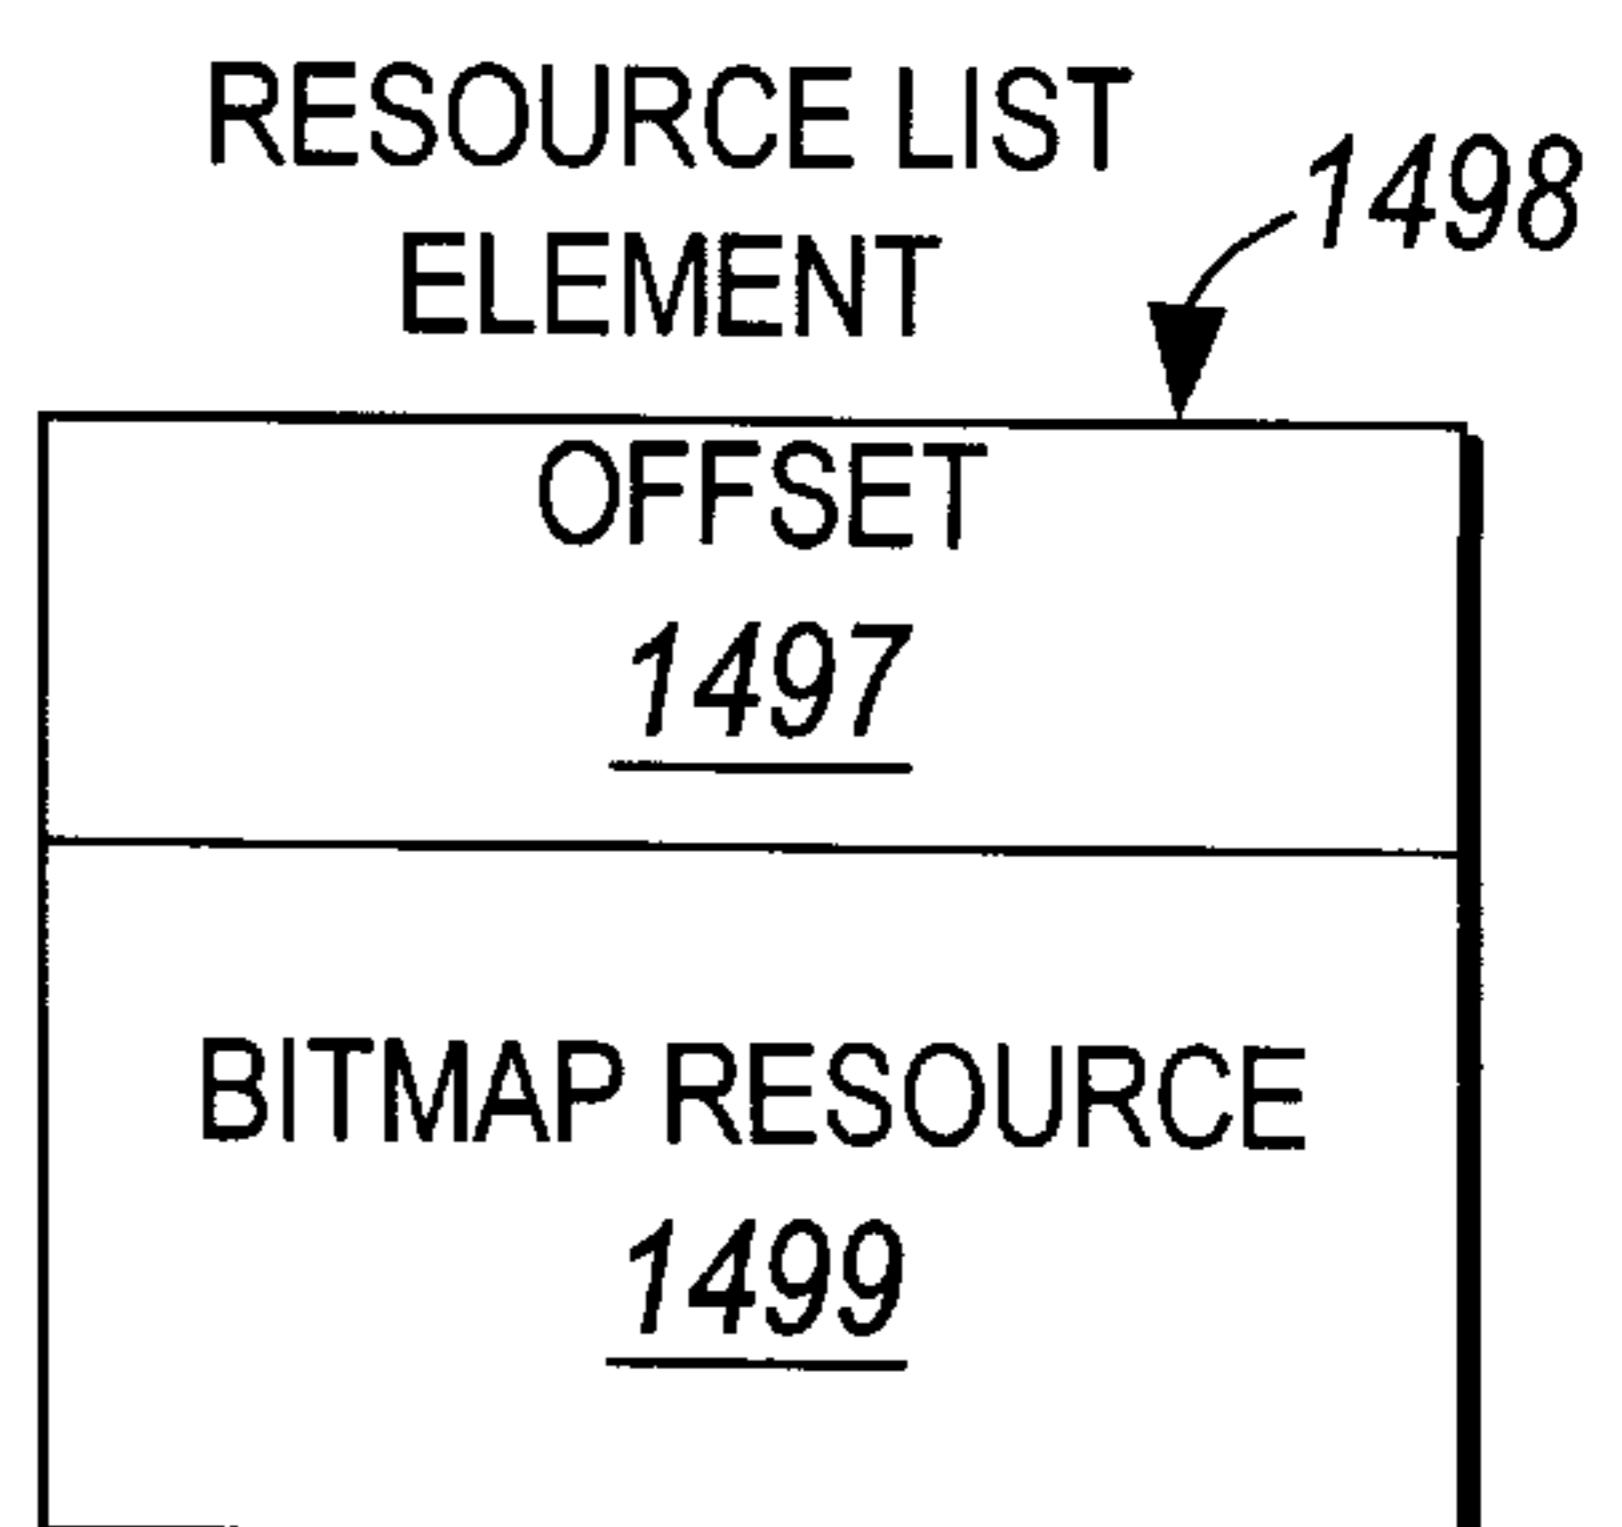 RESOURCE LIST
ELEMENT
1498
OFFSET
1497
BITMAP RESOURCE
1499